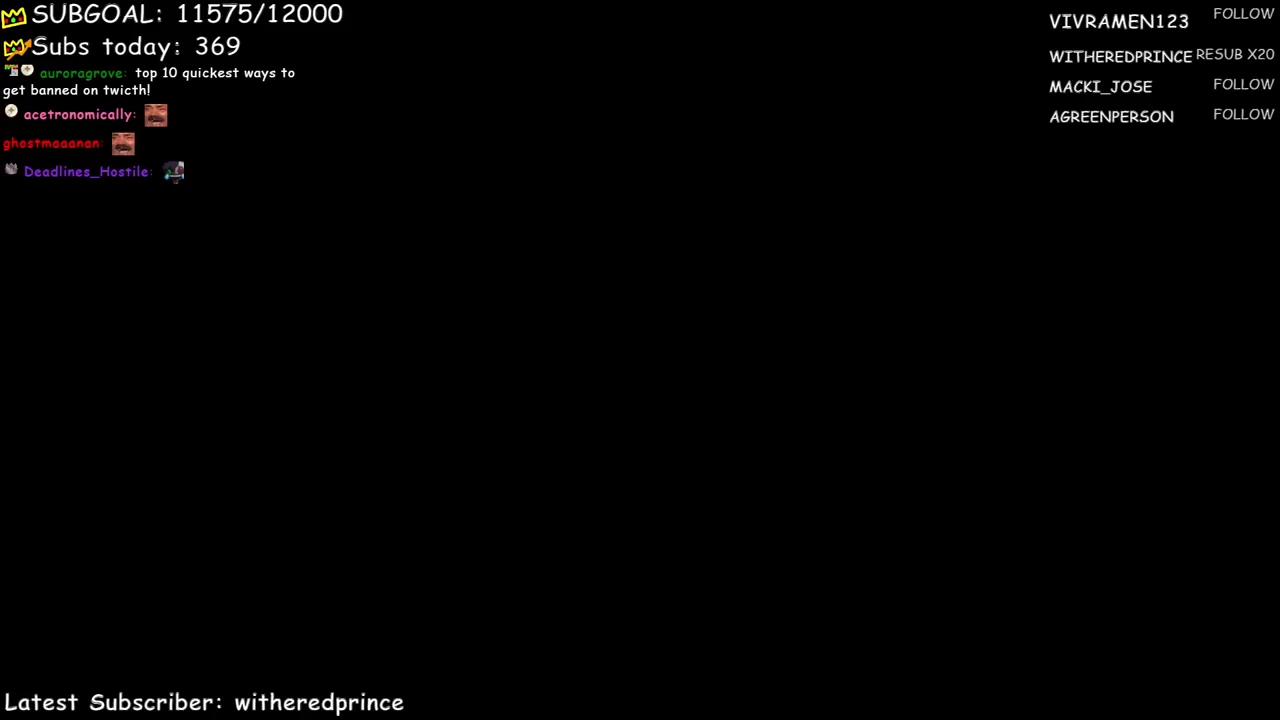 SUBGOAL: 11575/12000
Subs today: 369
auroragrove: top 10 quickest ways to
get banned on twicth!
acetronomically:
ghostmaaanan:
Deadlines_Hostile:
VIVRAMEN123 FOLLOW
WITHEREDPRINCE RESUB X20
MACKI_JOSE FOLLOW
AGREENPERSON FOLLOW
Latest Subscriber: witheredprince